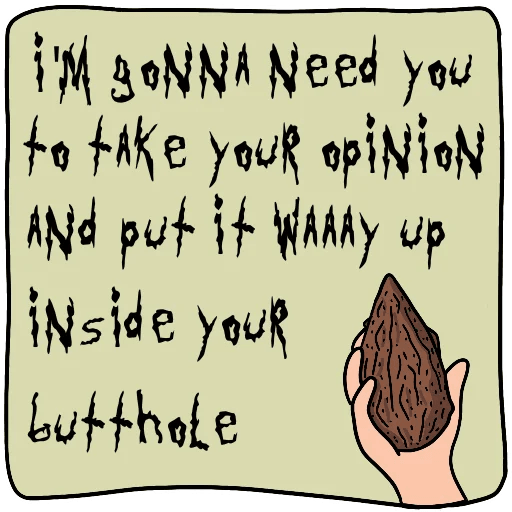 i'M goNNA Need you
to tAKe youR opiNioN
ANd put it WAAAy up
iNside youR
butthoLe